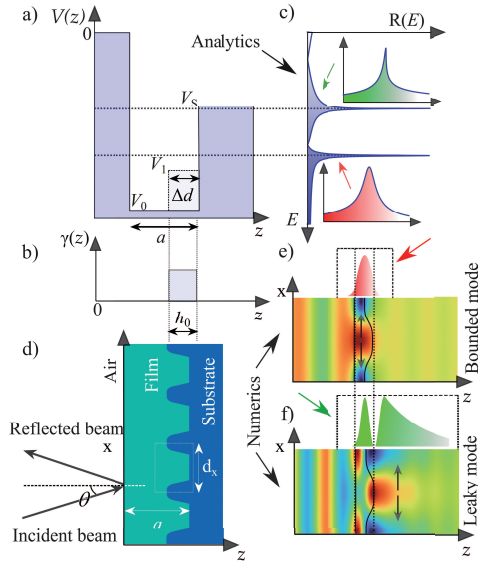 a)
V(z)
0
V_S
V_1
V_0
Δd
a
z
b)
γ(z)
0
z
h_0
c)
R(E)
Analytics
E
d)
Air
Film
Substrate
x
Reflected beam
θ
Incident beam
d_x
a
z
Numerics
e)
x
z
Bounded mode
f)
x
z
Leaky mode